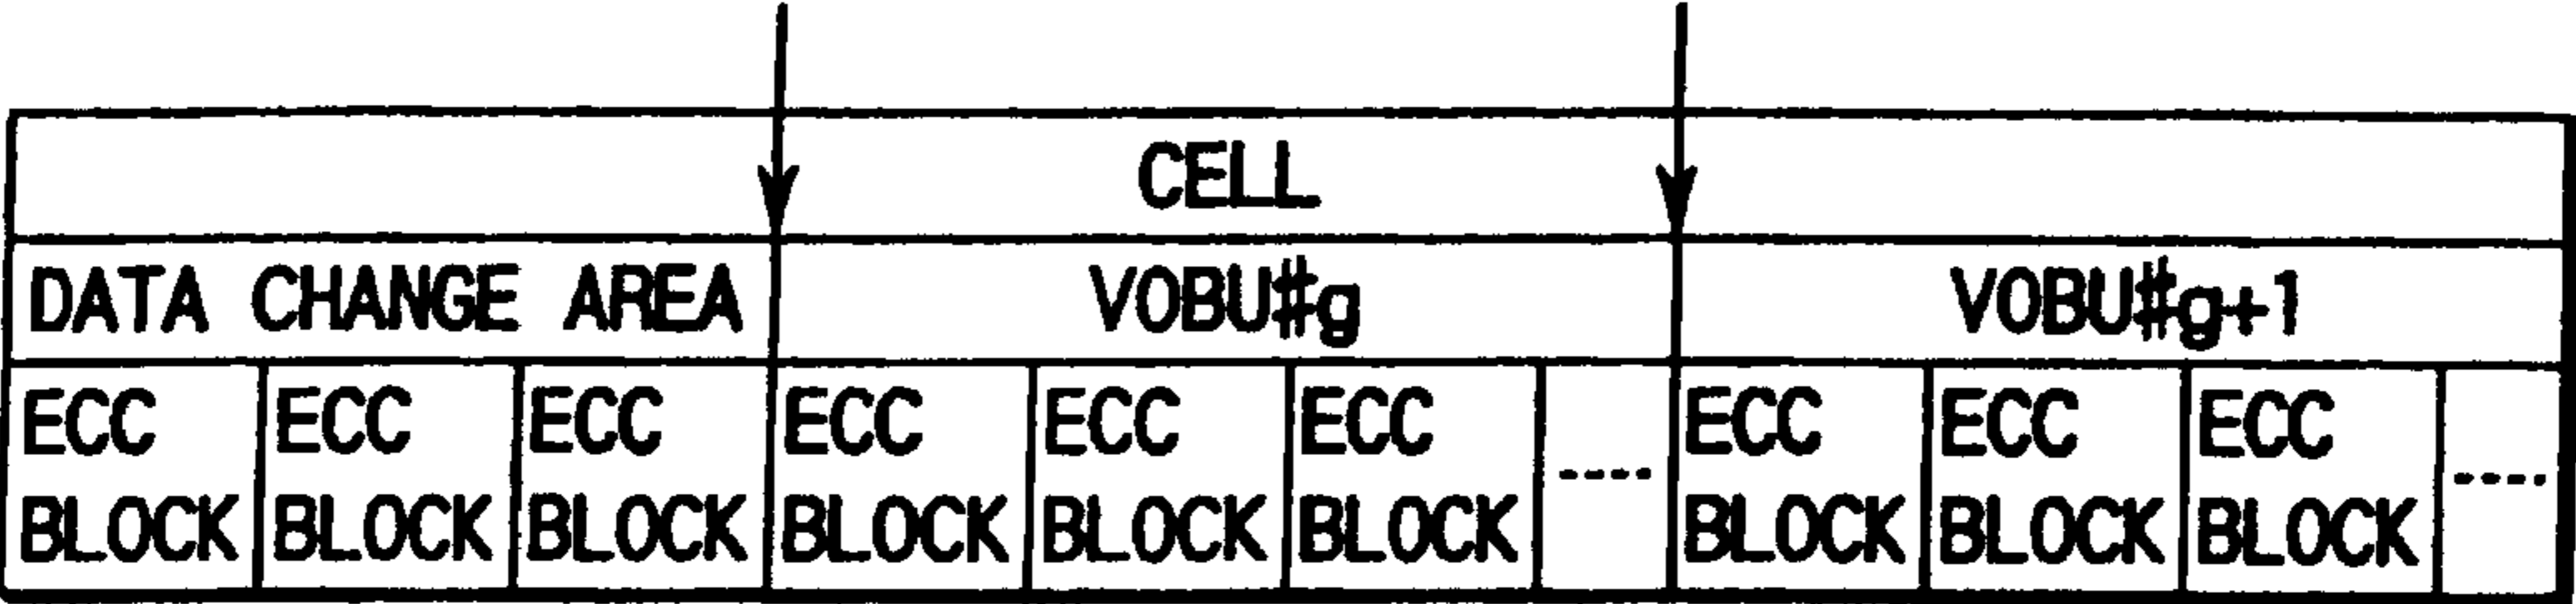 CELL
DATA CHANGE AREA VOBU#g VOBU#g+1
ECC ECC ECC ECC ECC ECC ECC ECC ECC
BLOCK BLOCK BLOCK BLOCK BLOCK BLOCK ---- BLOCK BLOCK BLOCK ----